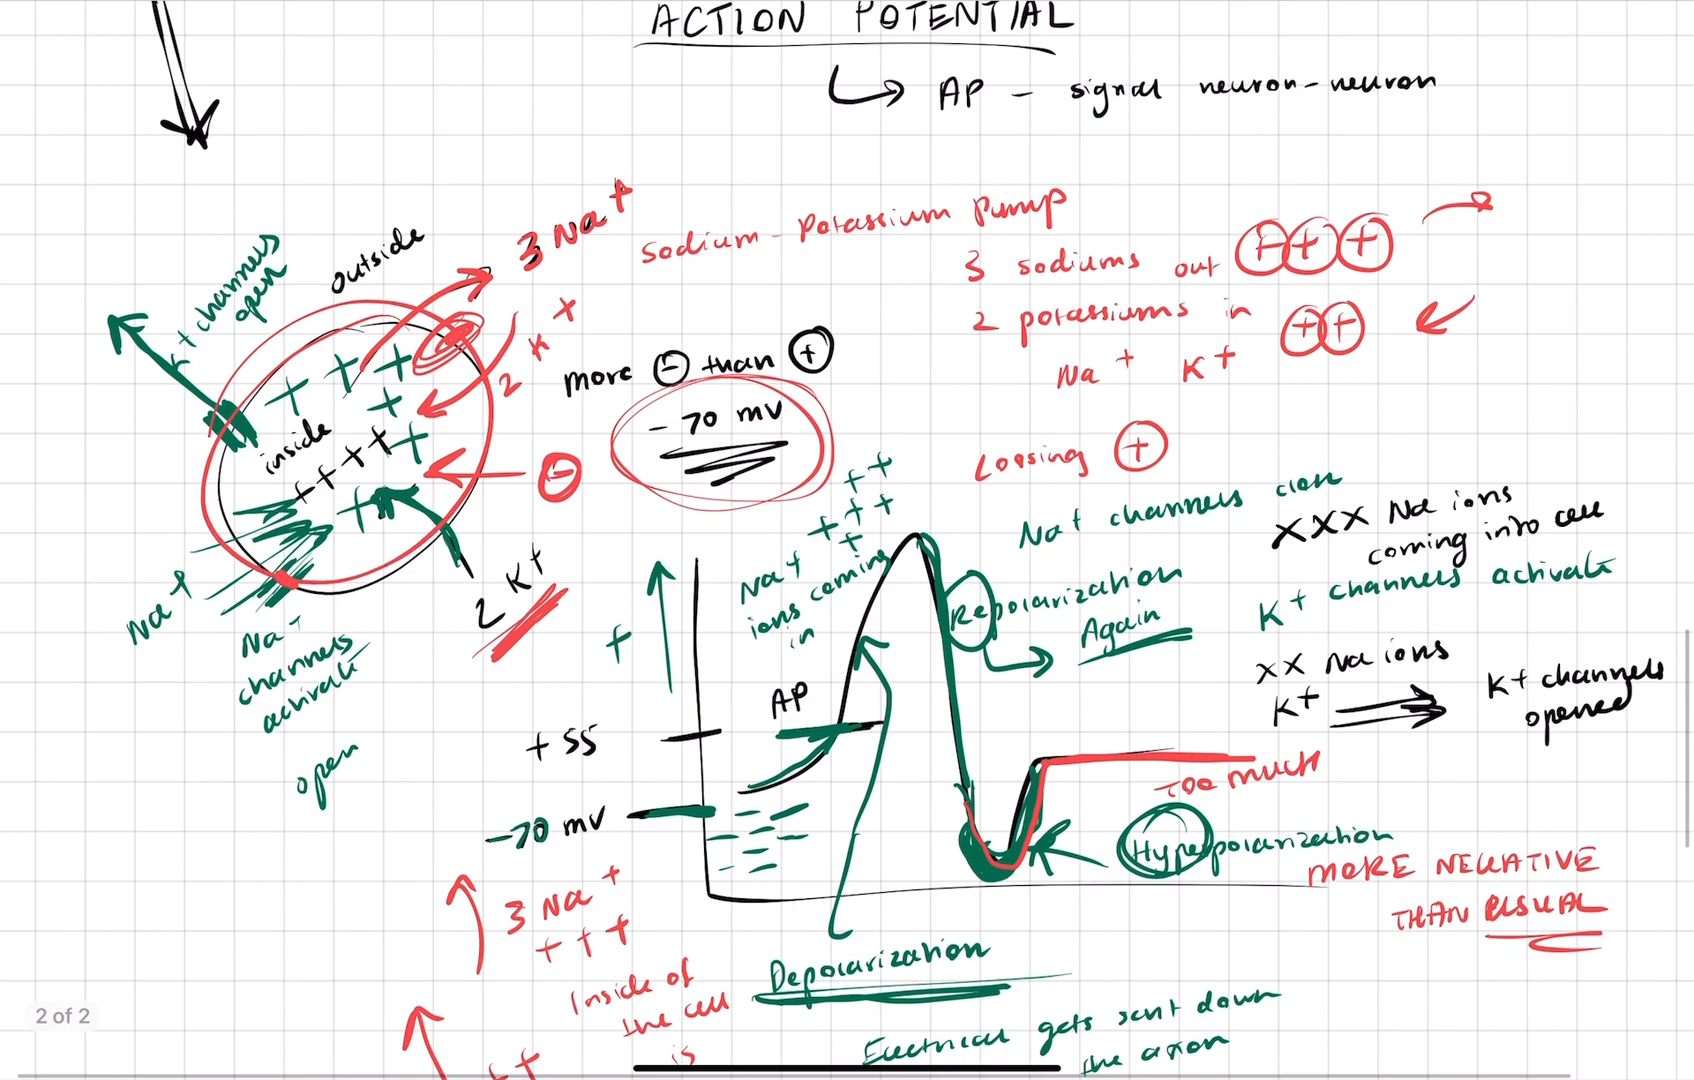 ACTION POTENTIAL
AP - signal neuron-neuron
Sodium-Potassium Pump
3 sodiums out + + +
2 potassiums in + +
Na+ K+
Loosing +
3 Na+
outside
K+ channels
open
2 K+
inside
+ + + +
+ + + +
+ + + +
more - than +
- 70 mv
-
2 K+
Na+
Na+
channels
activate
open
+ +
+ + +
+
Na+
ions coming
in
Na+ channels close
XXX Na ions
coming into cell
K+ channels activate
XX Na ions
K+
K+ channels
opened
Repolarization
Again
+
AP
+ 55
-70 mv
Too much
Hyperpolarization
MORE NEGATIVE
THAN USUAL
3 Na+
+ + +
Inside of
the cell
is
Depolarization
Electrical gets sent down
the axon
++
2 of 2